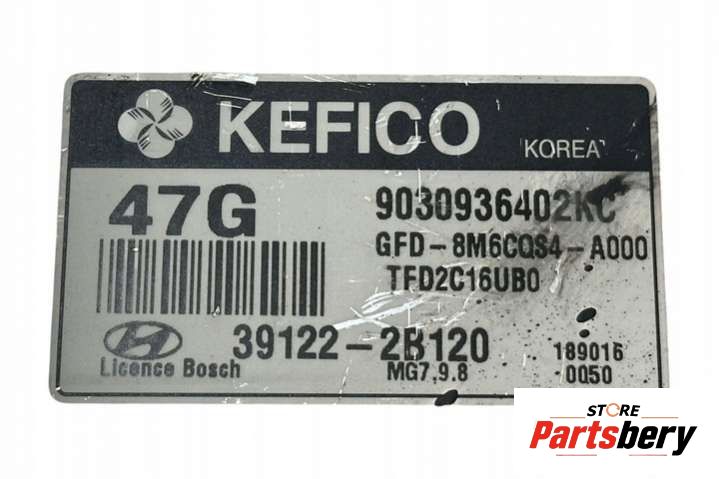 KEFICO KOREA
47G 9030936402KC
GFD-8M6CQS4-A000
TFD2C16UB0
39122-2B120 189016
Licence Bosch MG7,9.8 0050
STORE
Partsbery